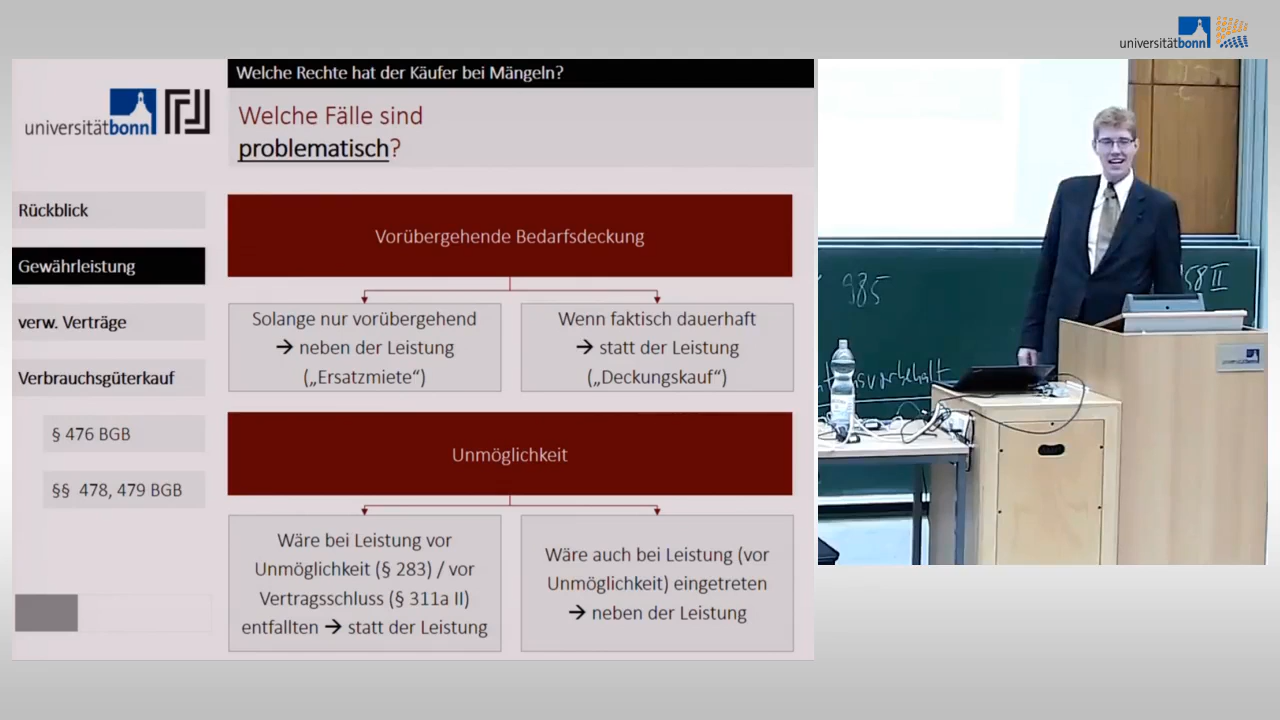 universitätbonn
Welche Rechte hat der Käufer bei Mängeln?
universitätbonn
Welche Fälle sind
problematisch?
Rückblick
Gewährleistung
verw. Verträge
Verbrauchsgüterkauf
§ 476 BGB
§§ 478, 479 BGB
Vorübergehende Bedarfsdeckung
Solange nur vorübergehend
→ neben der Leistung
(„Ersatzmiete“)
Wenn faktisch dauerhaft
→ statt der Leistung
(„Deckungskauf“)
Unmöglichkeit
Wäre bei Leistung vor
Unmöglichkeit (§ 283) / vor
Vertragsschluss (§ 311a II)
entfallten → statt der Leistung
Wäre auch bei Leistung (vor
Unmöglichkeit) eingetreten
→ neben der Leistung
985
58 II
universitätbonn